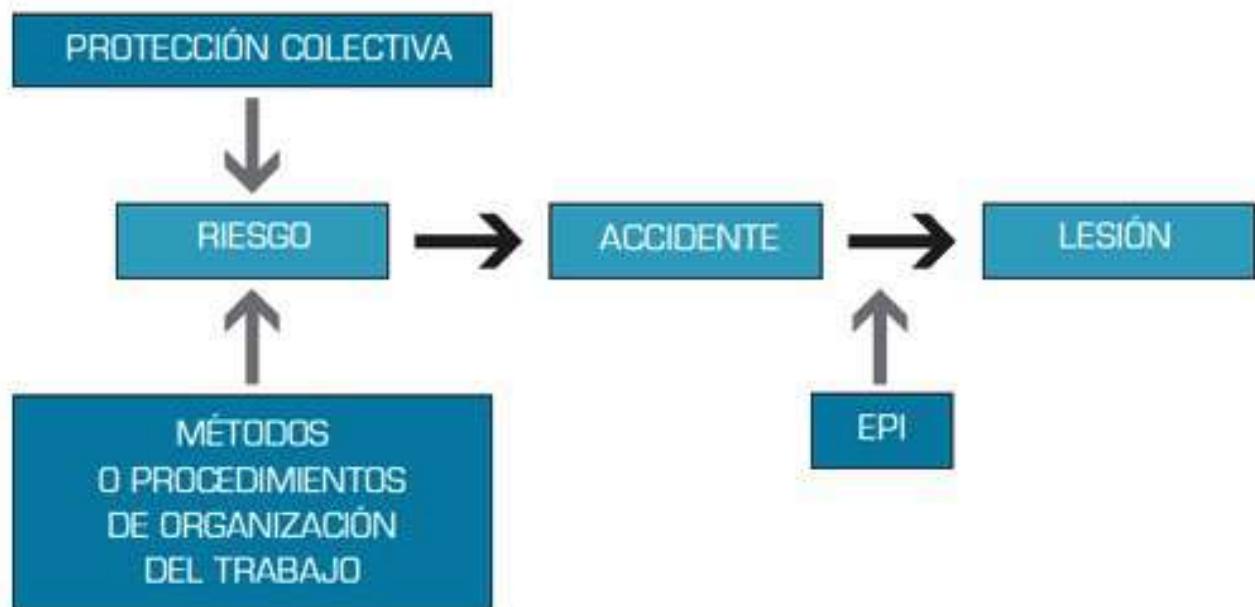 PROTECCIÓN COLECTIVA
RIESGO
ACCIDENTE
LESIÓN
MÉTODOS
O PROCEDIMIENTOS
DE ORGANIZACIÓN
DEL TRABAJO
EPI